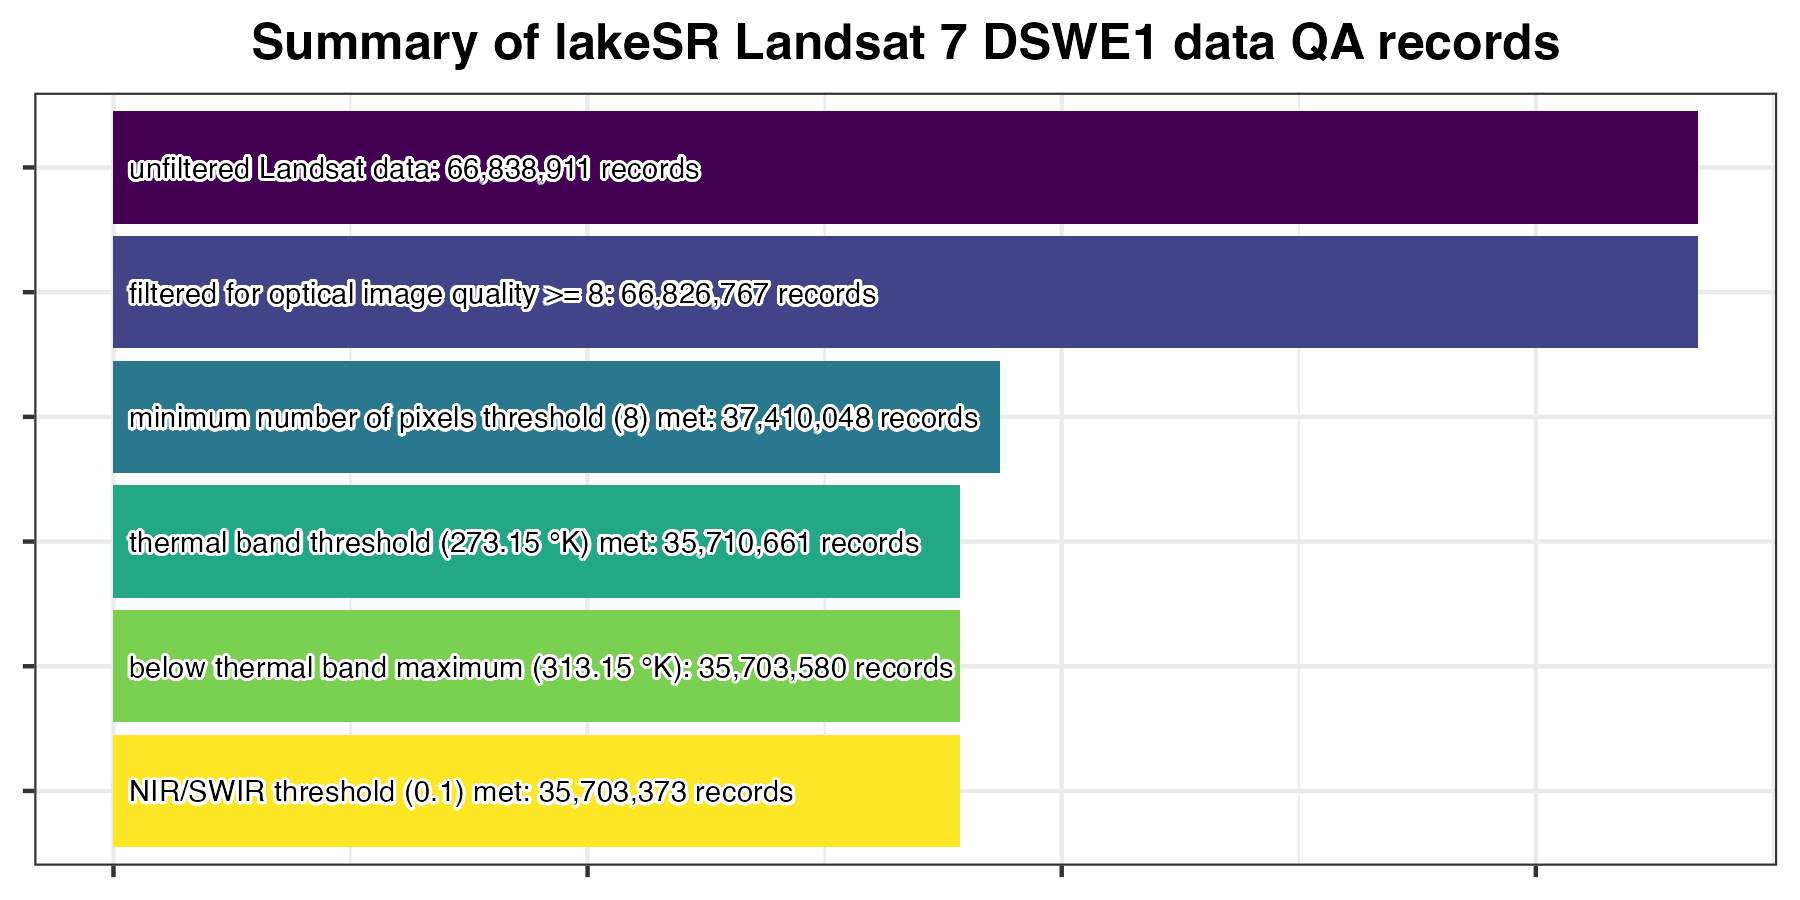 Summary of lakeSR Landsat 7 DSWE1 data QA records
unfiltered Landsat data: 66,838,911 records
filtered for optical image quality >= 8: 66,826,767 records
minimum number of pixels threshold (8) met: 37,410,048 records
thermal band threshold (273.15 °K) met: 35,710,661 records
below thermal band maximum (313.15 °K): 35,703,580 records
NIR/SWIR threshold (0.1) met: 35,703,373 records